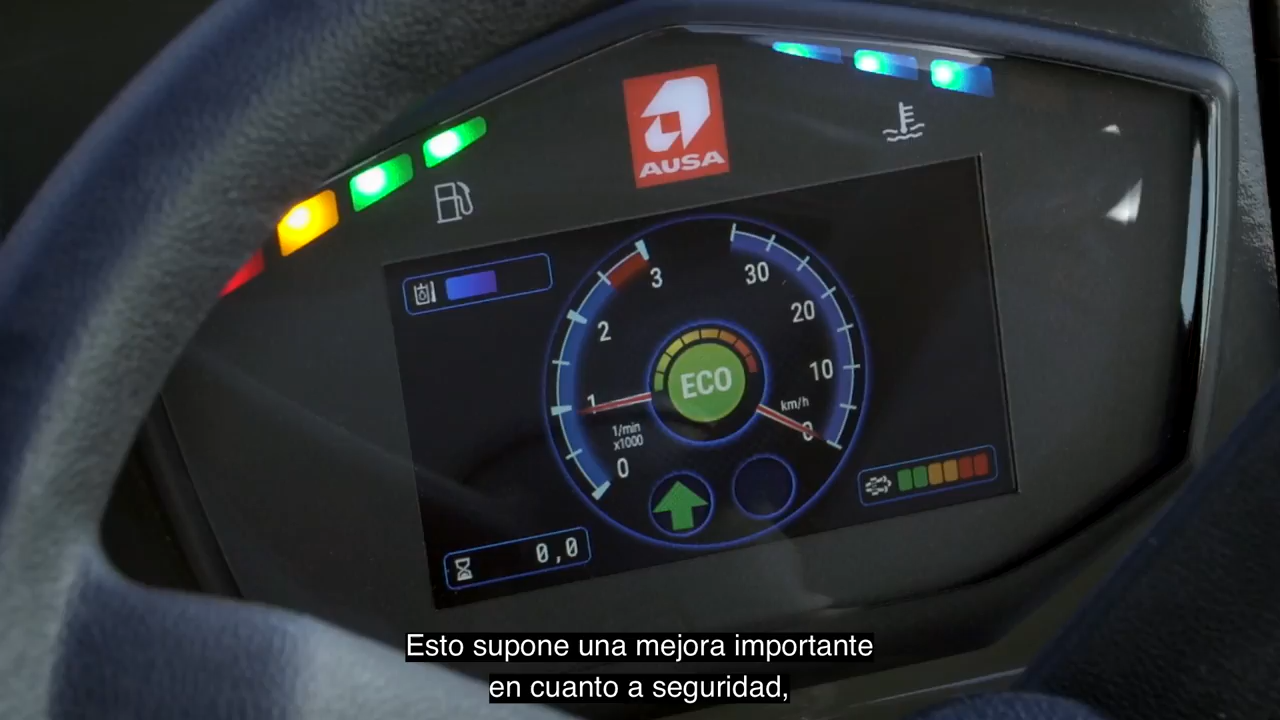 AUSA
3
2
1
0
1/min
x1000
30
20
10
0
km/h
ECO
0,0
Esto supone una mejora importante
en cuanto a seguridad,